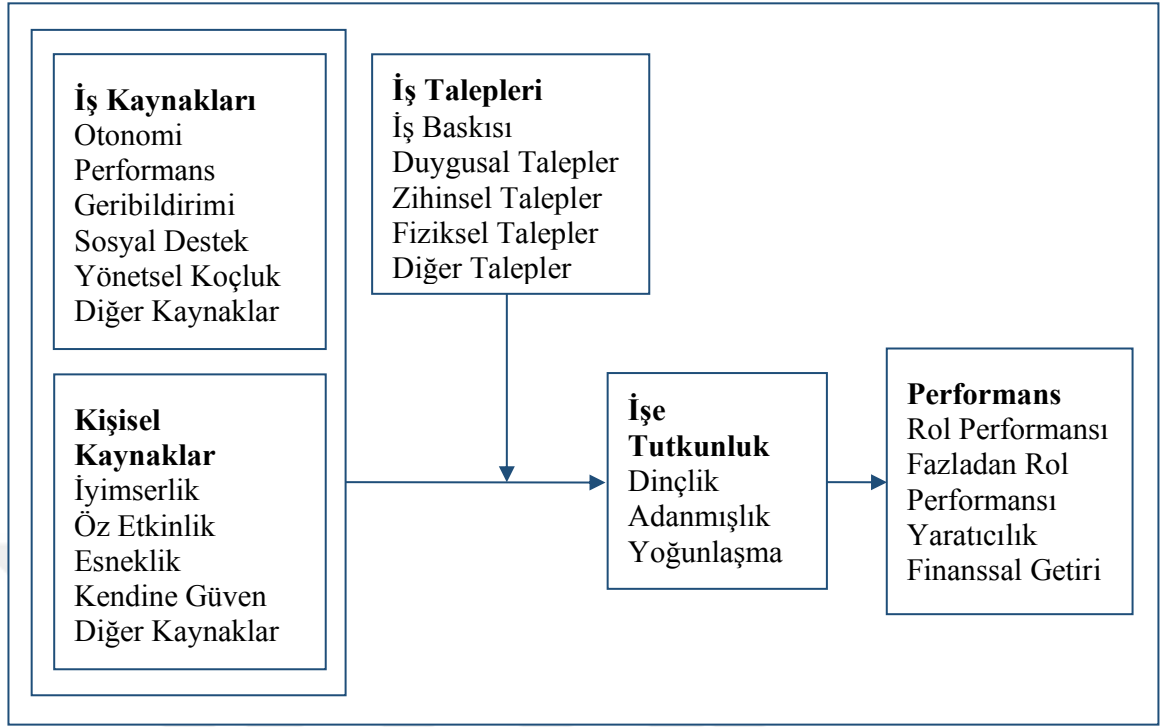 İş Kaynakları
Otonomi
Performans
Geribildirimi
Sosyal Destek
Yönetsel Koçluk
Diğer Kaynaklar
Kişisel
Kaynaklar
İyimserlik
Öz Etkinlik
Esneklik
Kendine Güven
Diğer Kaynaklar
İş Talepleri
İş Baskısı
Duygusal Talepler
Zihinsel Talepler
Fiziksel Talepler
Diğer Talepler
İşe
Tutkunluk
Dinçlik
Adanmışlık
Yoğunlaşma
Performans
Rol Performansı
Fazladan Rol
Performansı
Yaratıcılık
Finanssal Getiri